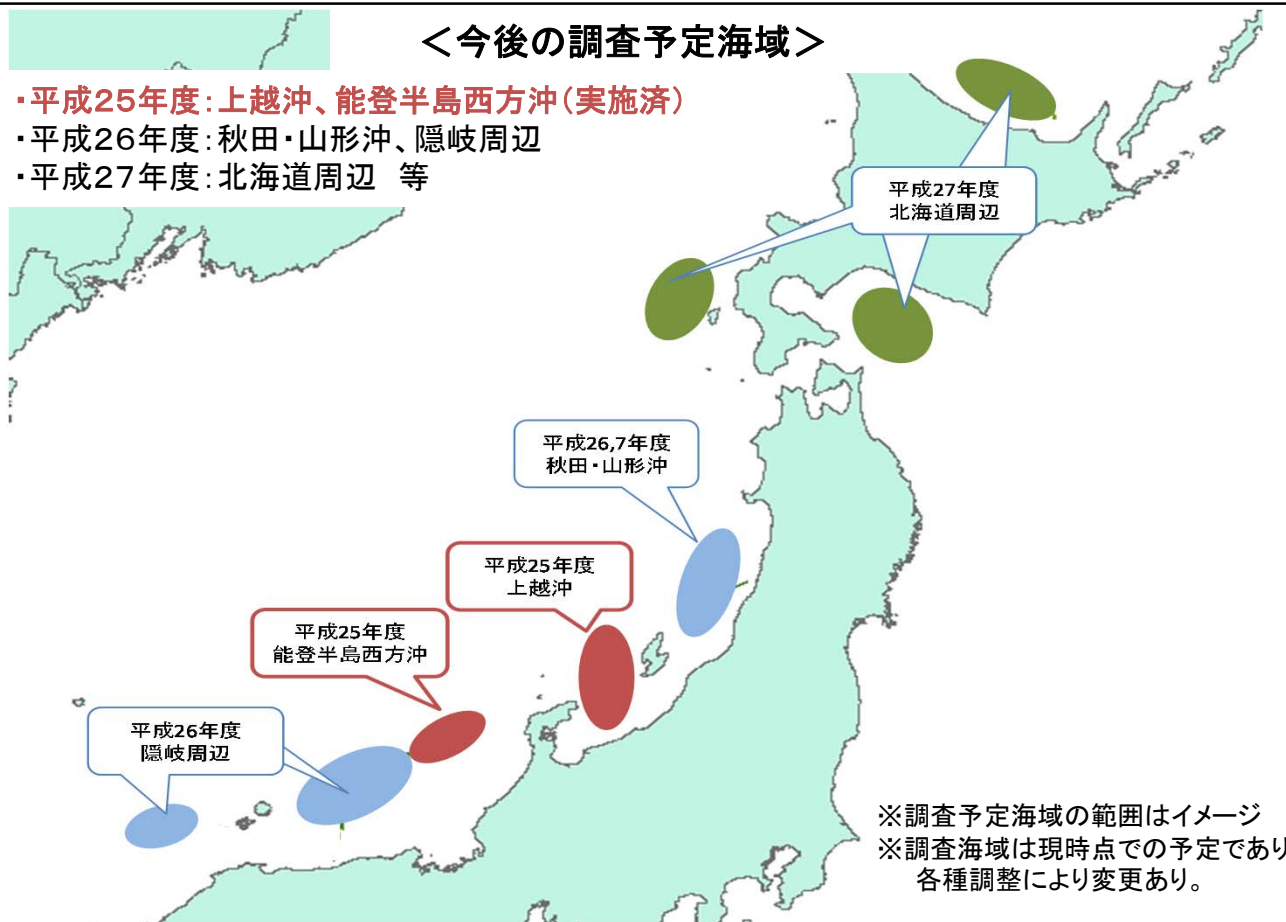 ＜今後の調査予定海域＞
・平成２５年度：上越沖、能登半島西方沖（実施済）
・平成２６年度：秋田・山形沖、隠岐周辺
・平成２７年度：北海道周辺　等
平成27年度
北海道周辺
平成26,7年度
秋田・山形沖
平成25年度
上越沖
平成25年度
能登半島西方沖
平成26年度
隠岐周辺
※調査予定海域の範囲はイメージ
※調査海域は現時点での予定であり
各種調整により変更あり。